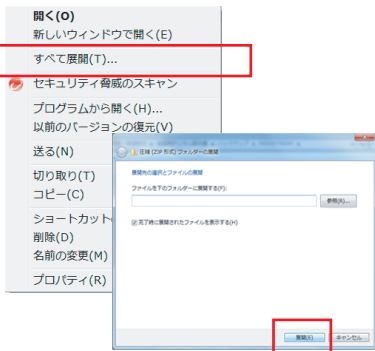 開く(O)
新しいウィンドウで開く(E)
すべて展開(T)...
セキュリティ脅威のスキャン
プログラムから開く(H)...
以前のバージョンの復元(V)
送る(N)
切り取り(T)
コピー(C)
ショートカット
削除(D)
名前の変更(M)
プロパティ(R)
圧縮 (ZIP 形式) フォルダーの展開
展開先の選択とファイルの展開
ファイルを下のフォルダーに展開する(F):
参照(R)...
完了時に展開されたファイルを表示する(H)
展開(E)
キャンセル